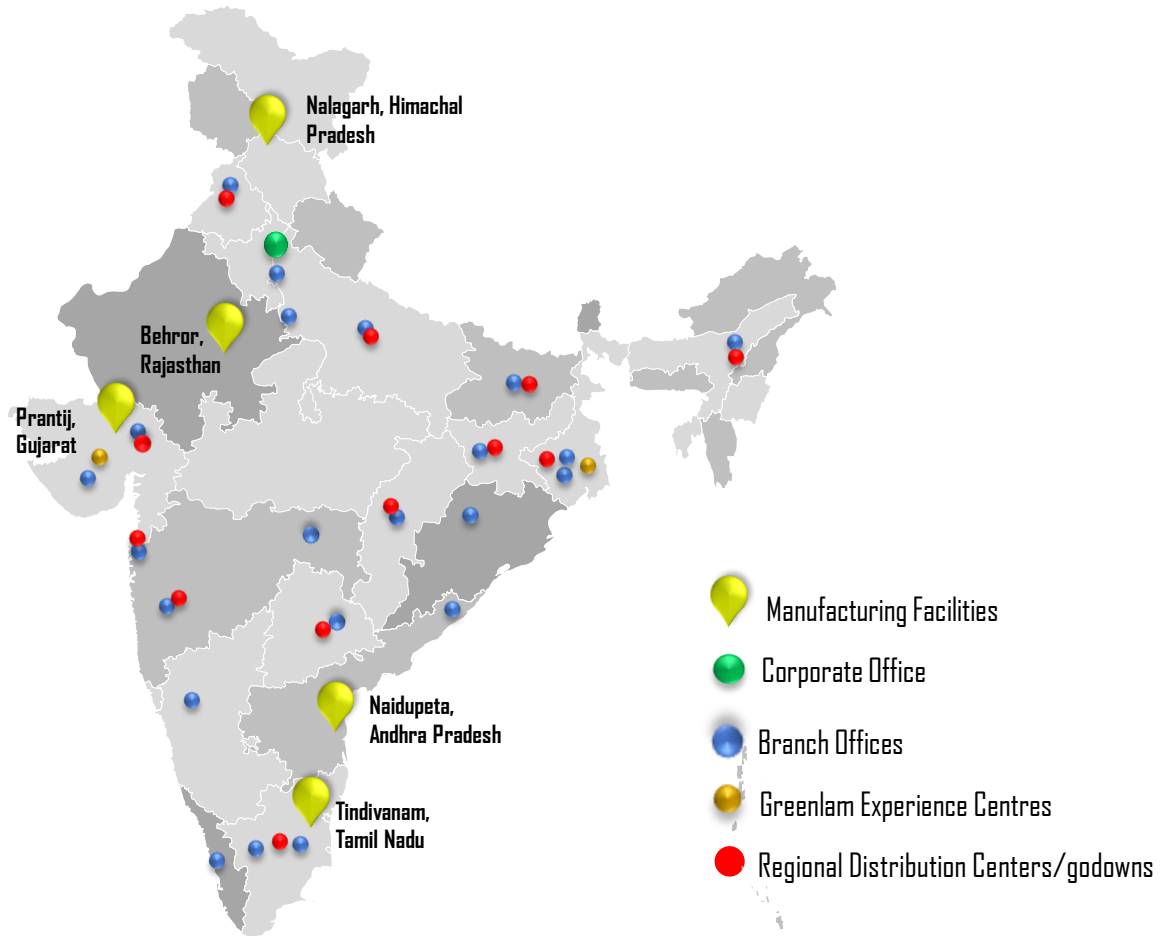 Nalagarh, Himachal
Pradesh
Behror,
Rajasthan
Prantij,
Gujarat
Naidupeta,
Andhra Pradesh
Tindivanam,
Tamil Nadu
Manufacturing Facilities
Corporate Office
Branch Offices
Greenlam Experience Centres
Regional Distribution Centers/godowns